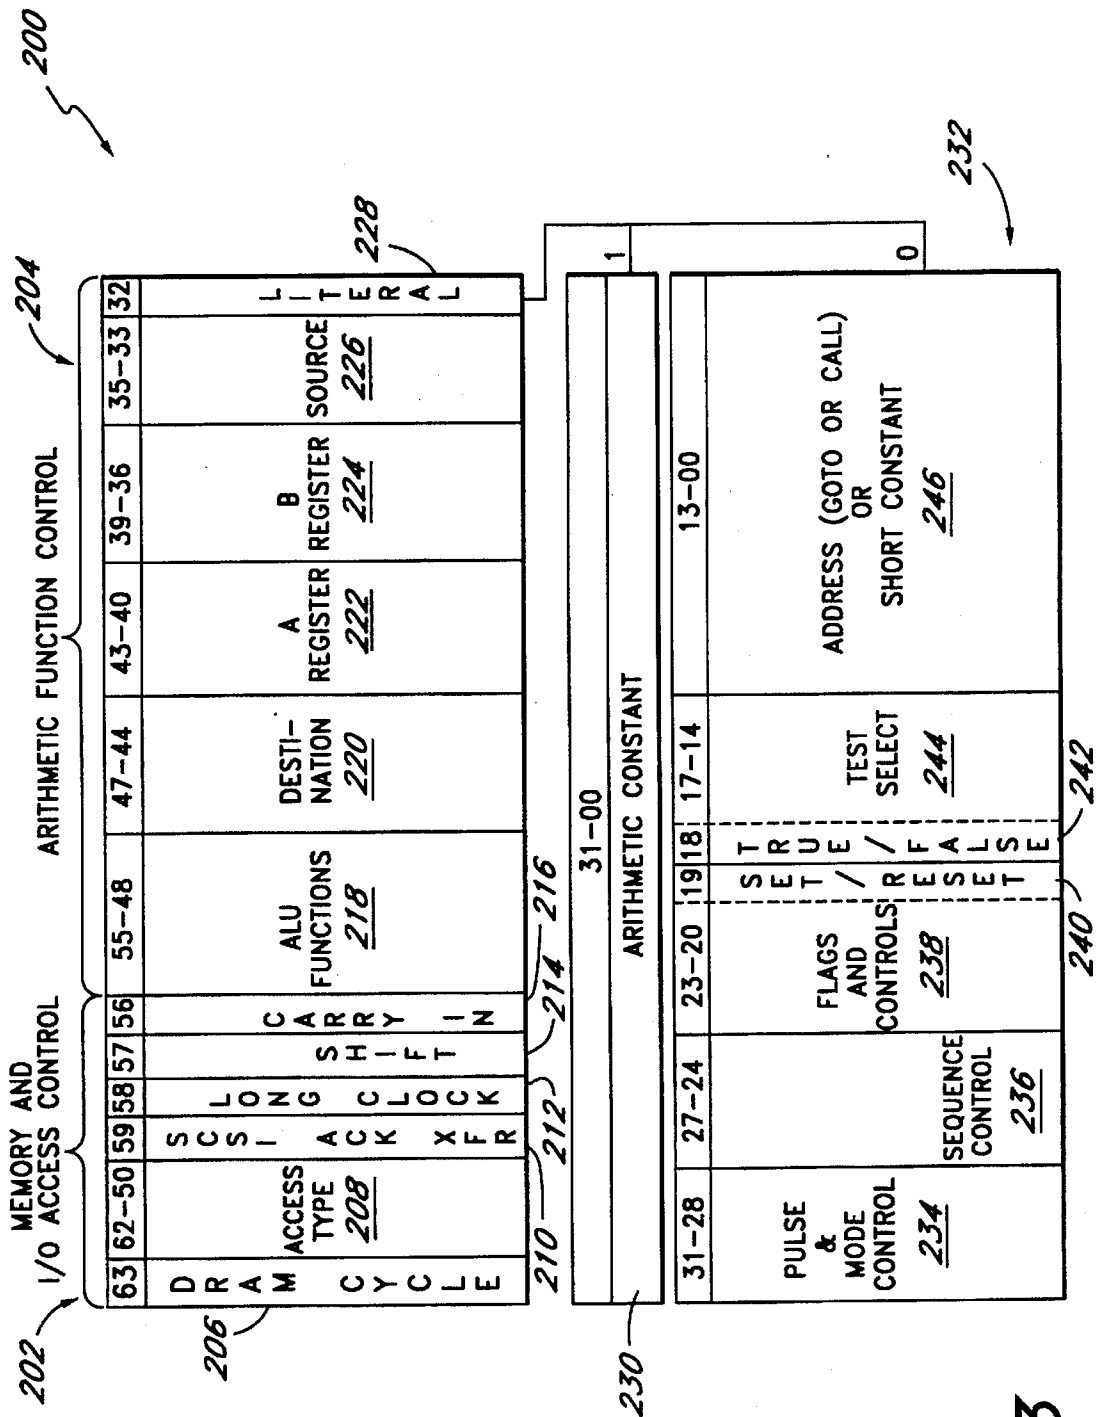 200
204
ARITHMETIC FUNCTION CONTROL
MEMORY AND
I/O ACCESS CONTROL
202
63
62-50
59
58
57
56
55-48
47-44
43-40
39-36
35-33
32
DRAM CYCLE
ACCESS
TYPE
208
SCSI ACK XFR
LONG CLOCK
SHIFT
CARRY IN
ALU
FUNCTIONS
218
DESTI-
NATION
220
A
REGISTER
222
B
REGISTER
224
SOURCE
226
LITERAL
228
206
210
212
214
216
31-00
ARITHMETIC CONSTANT
1
230
31-28
27-24
23-20
19
18
17-14
13-00
PULSE
&
MODE
CONTROL
234
SEQUENCE
CONTROL
236
FLAGS
AND
CONTROLS
238
SET/RESET
TRUE/FALSE
TEST
SELECT
244
ADDRESS (GOTO OR CALL)
OR
SHORT CONSTANT
246
0
232
240
242
3